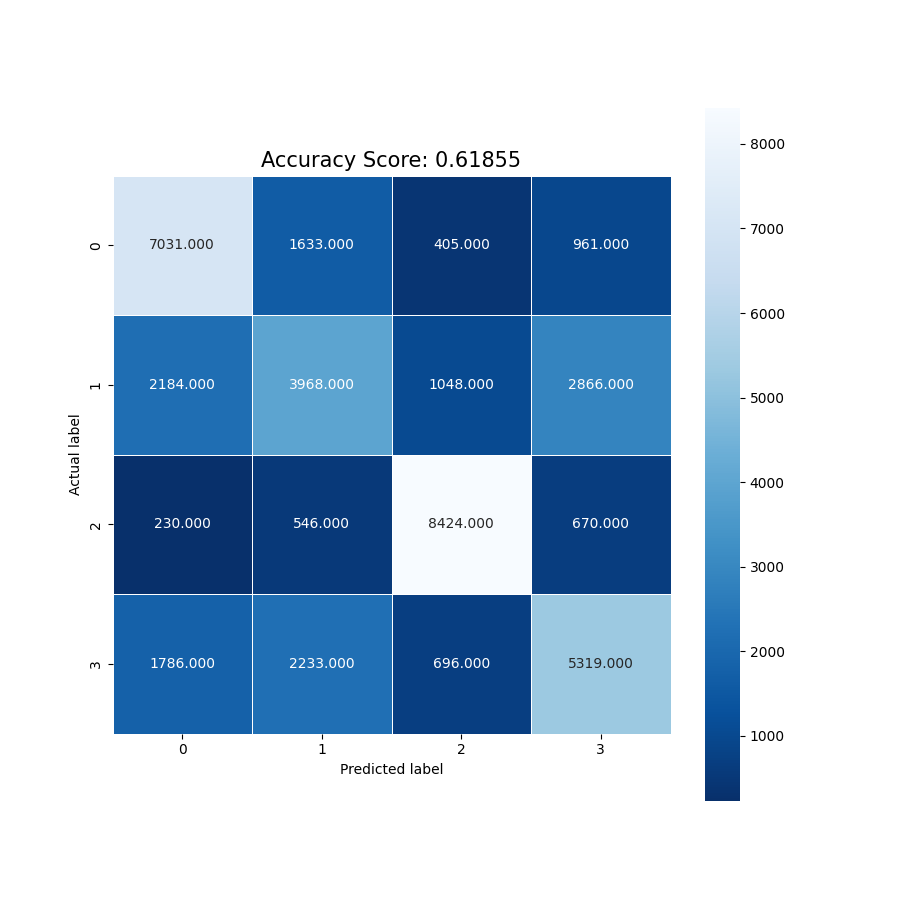 Accuracy Score: 0.61855
0 7031.000 1633.000 405.000 961.000
1 2184.000 3968.000 1048.000 2866.000
2 230.000 546.000 8424.000 670.000
3 1786.000 2233.000 696.000 5319.000
0 1 2 3
Predicted label
Actual label
8000
7000
6000
5000
4000
3000
2000
1000